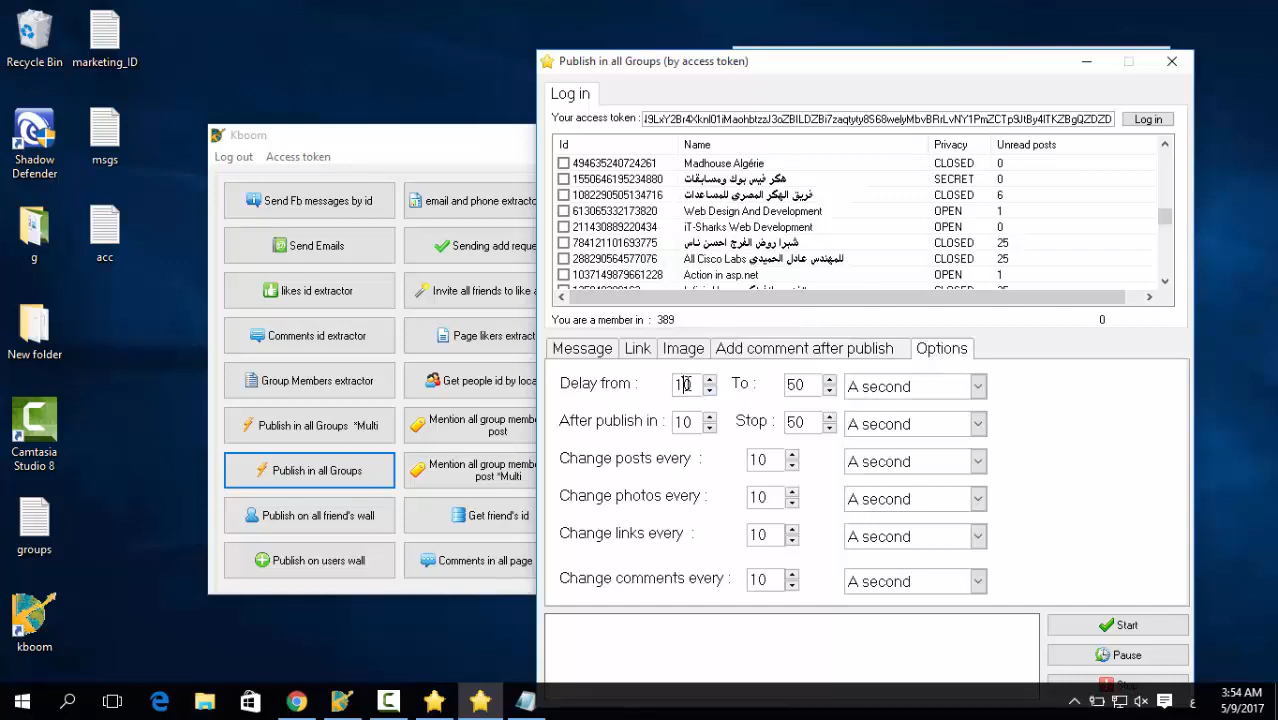 Recycle Bin
marketing_ID
Shadow Defender
msgs
g
acc
New folder
Camtasia Studio 8
groups
kboom
Kboom
Log out
Access token
Send Fb messages by id
email and phone extracto
Send Emails
Sending add reque
likes id extractor
Invite all friends to like a
Comments id extractor
Page likers extract
Group Members extractor
Get people id by loca
Publish in all Groups *Multi
Mention all group membe
post
Publish in all Groups
Mention all group membe
post *Multi
Publish on all friend's wall
Get friend's id
Publish on users wall
Comments in all page
Publish in all Groups (by access token)
Log in
Your access token :
Log in
Id Name Privacy Unread posts
494635240724261 Madhouse Algérie CLOSED 0
1550646195234880 هكر فيس بوك ومسابقات SECRET 0
1082290505134716 فريق الهكر المصري للمساعدات CLOSED 6
613065332173820 Web Design And Development OPEN 1
211430889220434 iT-Sharks Web Development OPEN 0
784121101693775 شبرا روض الفرج احسن ناس CLOSED 25
288290564577076 All Cisco Labs للمهندس عادل الحميدي CLOSED 25
1037149879661228 Action in asp.net OPEN 1
You are a member in : 389
0
Message Link Image Add comment after publish Options
Delay from : 10 To : 50 A second
After publish in : 10 Stop : 50 A second
Change posts every : 10 A second
Change photos every : 10 A second
Change links every : 10 A second
Change comments every : 10 A second
Start
Pause
Stop
3:54 AM
5/9/2017